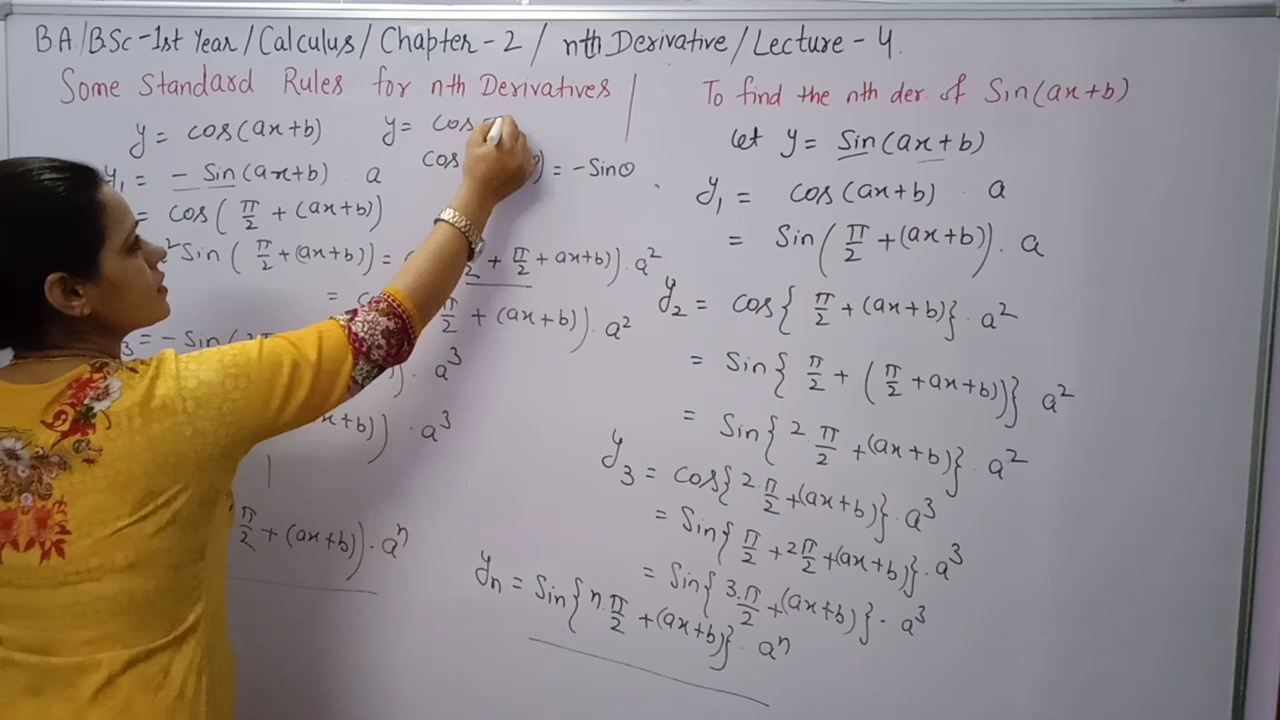 BA/BSc-1st Year/Calculus/Chapter-2/nth Derivative/Lecture-4.
Some Standard Rules for nth Derivatives
y = cos(ax+b) y = cos
y₁ = - Sin(ax+b) · a cos ) = -Sinθ
= cos(π/2 + (ax+b))
²Sin(π/2 + (ax+b)) = + π/2 + ax+b))·a²
= π/2 + (ax+b))·a²
₃ = -Sin( ) · a³
x+b)) · a³
π/2 + (ax+b)) · aⁿ
To find the nth der. of Sin(ax+b)
let y = Sin(ax+b)
y₁ = cos(ax+b) · a
= Sin(π/2 + (ax+b)) · a
y₂ = cos{π/2 + (ax+b)} · a²
= Sin{π/2 + (π/2 + ax+b)} a²
= Sin{2·π/2 + (ax+b)} · a²
y₃ = cos{2·π/2 + (ax+b)} · a³
= Sin{π/2 + 2π/2 + (ax+b)} · a³
= Sin{3·π/2 + (ax+b)} · a³
yₙ = Sin{n·π/2 + (ax+b)} · aⁿ